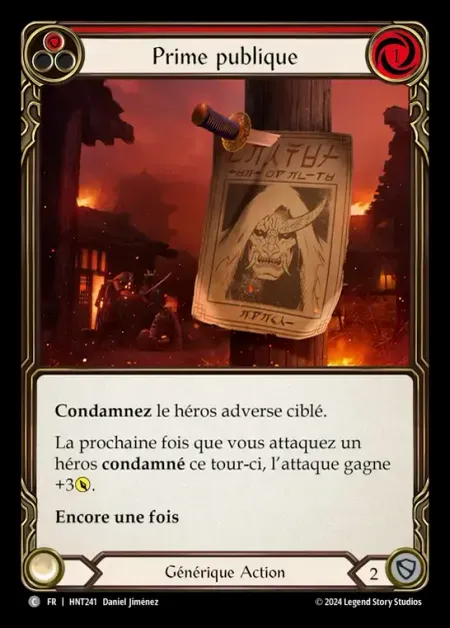 Prime publique
1
Condamnez le héros adverse ciblé.
La prochaine fois que vous attaquez un
héros condamné ce tour-ci, l'attaque gagne
+3.
Encore une fois
Générique Action
2
C FR | HNT241 Daniel Jiménez
© 2024 Legend Story Studios